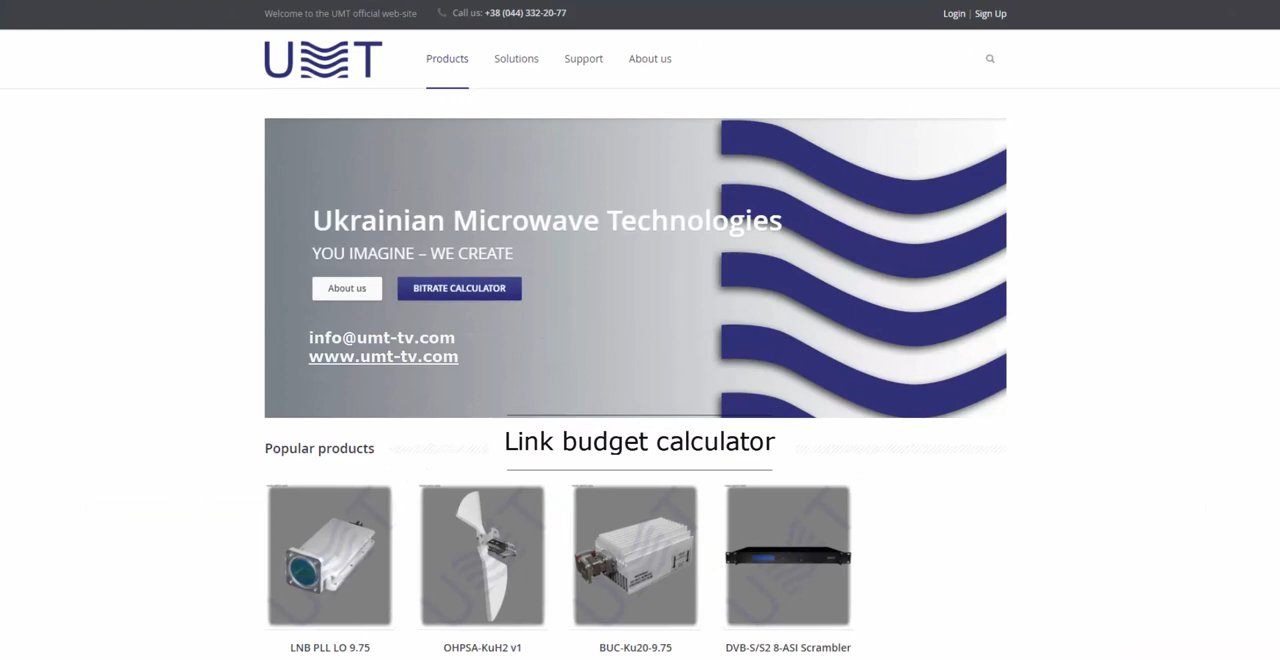 Welcome to the UMT official web-site
Call us: +38 (044) 332-20-77
Login | Sign Up
UMT
Products
Solutions
Support
About us
Ukrainian Microwave Technologies
YOU IMAGINE – WE CREATE
About us
BITRATE CALCULATOR
info@umt-tv.com
www.umt-tv.com
Link budget calculator
Popular products
LNB PLL LO 9.75
OHPSA-KuH2 v1
BUC-Ku20-9.75
DVB-S/S2 8-ASI Scrambler